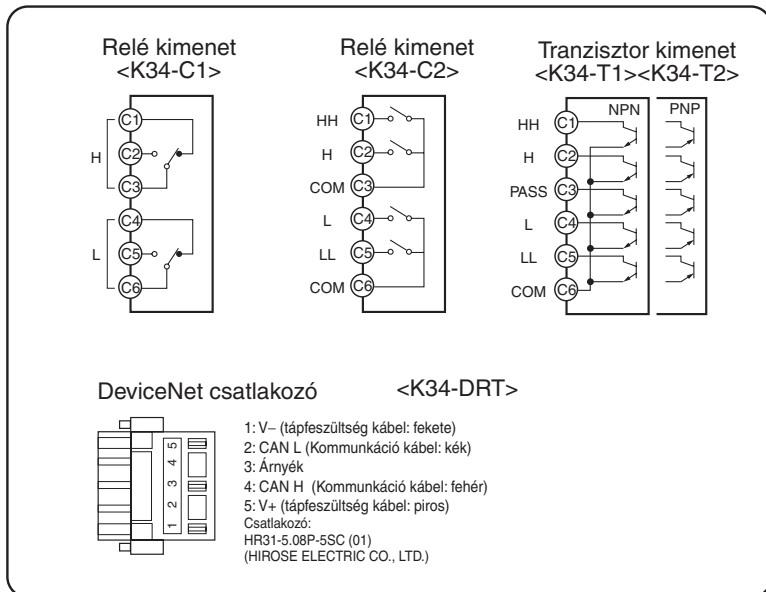 Relé kimenet
<K34-C1>
C1
C2
C3
C4
C5
C6
H
L
Relé kimenet
<K34-C2>
HH
H
COM
L
LL
COM
C1
C2
C3
C4
C5
C6
Tranzisztor kimenet
<K34-T1><K34-T2>
NPN
PNP
HH
H
PASS
L
LL
COM
C1
C2
C3
C4
C5
C6
DeviceNet csatlakozó
<K34-DRT>
1 2 3 4 5
1: V– (tápfeszültség kábel: fekete)
2: CAN L (Kommunkáció kábel: kék)
3: Árnyék
4: CAN H (Kommunkáció kábel: fehér)
5: V+ (tápfeszültség kábel: piros)
Csatlakozó:
HR31-5.08P-5SC (01)
(HIROSE ELECTRIC CO., LTD.)